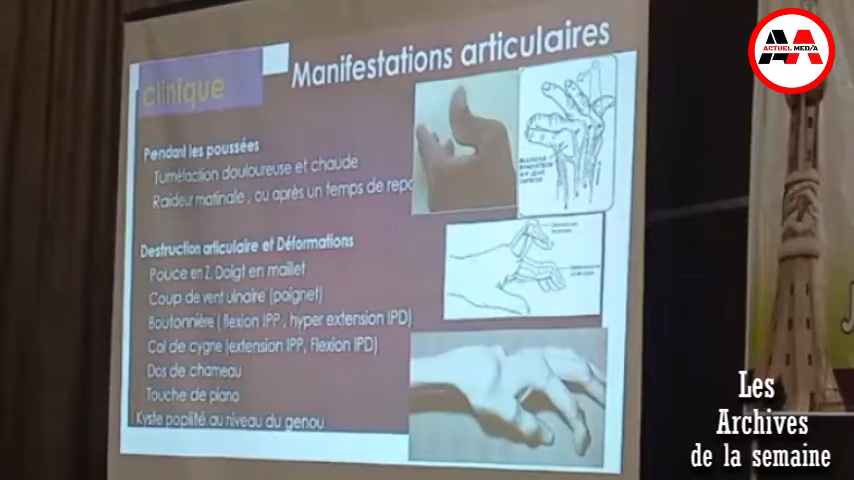 ACTUEL MEDIA
Manifestations articulaires
Clinique
Pendant les poussées
Tuméfaction douloureuse et chaude
Raideur matinale , ou après un temps de repo
Destruction articulaire et Déformations
Pouce en Z, Doigt en maillet
Coup de vent ulnaire (poignet)
Boutonnière ( flexion IPP , hyper extension IPD)
Col de cygne (extension IPP, Flexion IPD)
Dos de chameau
Touche de piano
Kyste poplité au niveau du genou
J
Les
Archives
de la semaine